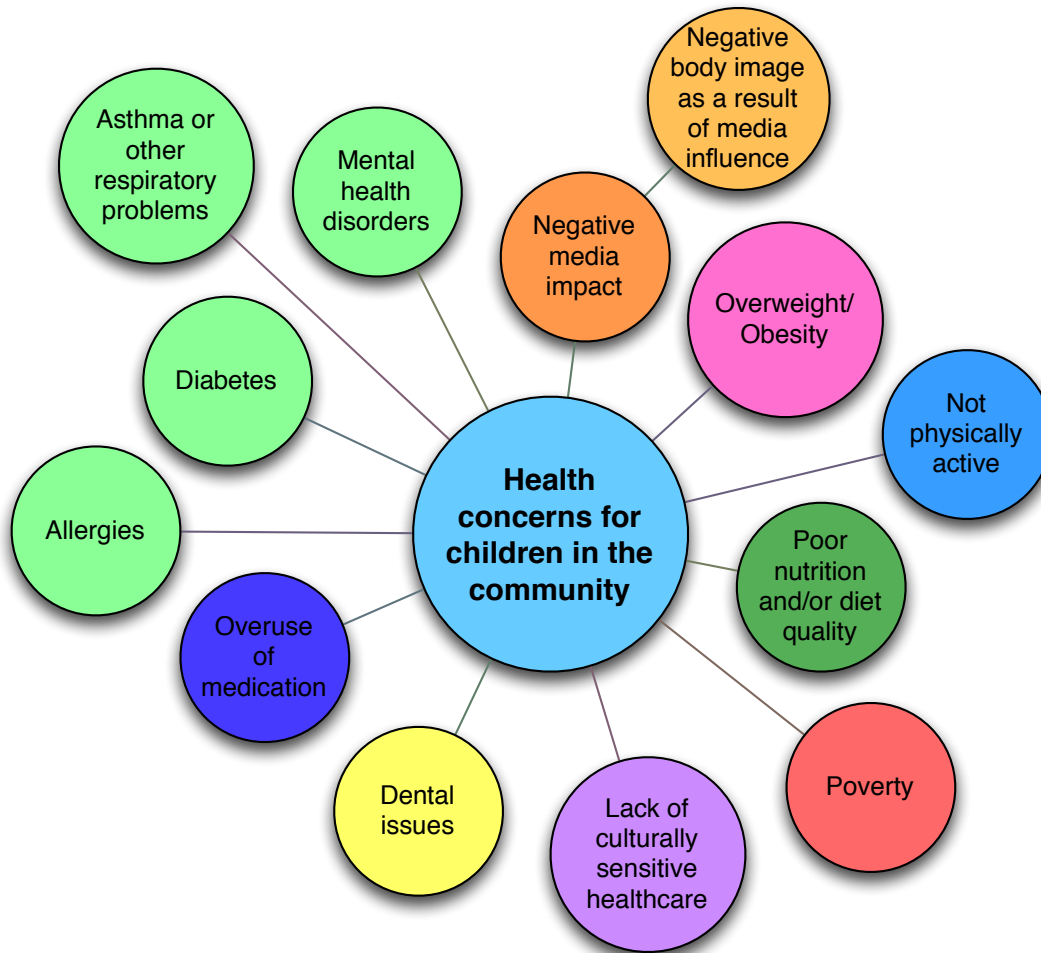 Negative
body image
as a result
of media
influence
Asthma or
other
respiratory
problems
Mental
health
disorders
Negative
media
impact
Overweight/
Obesity
Diabetes
Not
physically
active
Health
concerns for
children in the
community
Allergies
Poor
nutrition
and/or diet
quality
Overuse
of
medication
Dental
issues
Lack of
culturally
sensitive
healthcare
Poverty